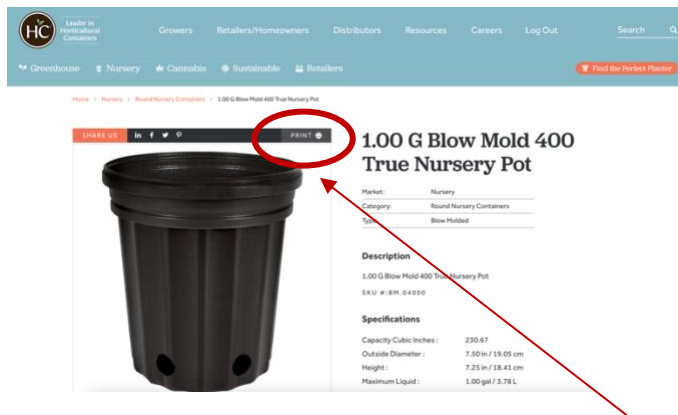 HC
Leader in
Horticultural
Containers
Growers Retailers/Homeowners Distributors Resources Careers Log Out Search
Greenhouse Nursery Cannabis Sustainable Retailers Find the Perfect Planter
Home / Nursery / Round Nursery Containers / 1.00 G Blow Mold 400 True Nursery Pot
SHARE US in f PRINT
1.00 G Blow Mold 400
True Nursery Pot
Market: Nursery
Category: Round Nursery Containers
Type: Blow Molded
Description
1.00 G Blow Mold 400 True Nursery Pot
SKU #: BM.04000
Specifications
Capacity Cubic Inches : 230.67
Outside Diameter : 7.50 in / 19.05 cm
Height : 7.25 in / 18.41 cm
Maximum Liquid : 1.00 gal / 3.78 L